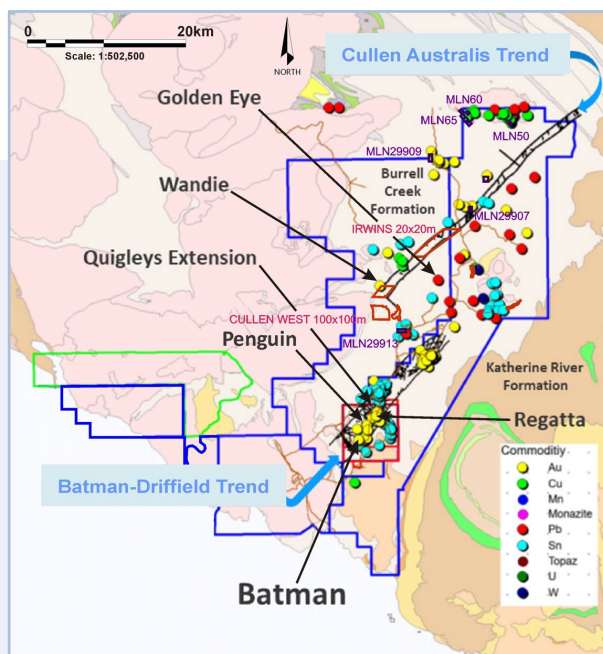 0
20km
Scale: 1:502,500
NORTH
Cullen Australis Trend
Golden Eye
MLN60
MLN65
MLN50
MLN29909
Burrell
Creek
Formation
Wandie
MLN29907
IRWINS 20x20m
Quigleys Extension
CULLEN WEST 100x100m
Penguin
MLN29913
Katherine River
Formation
Regatta
Batman-Driffield Trend
Commoditiy
Au
Cu
Mn
Monazite
Pb
Sn
Topaz
U
W
Batman